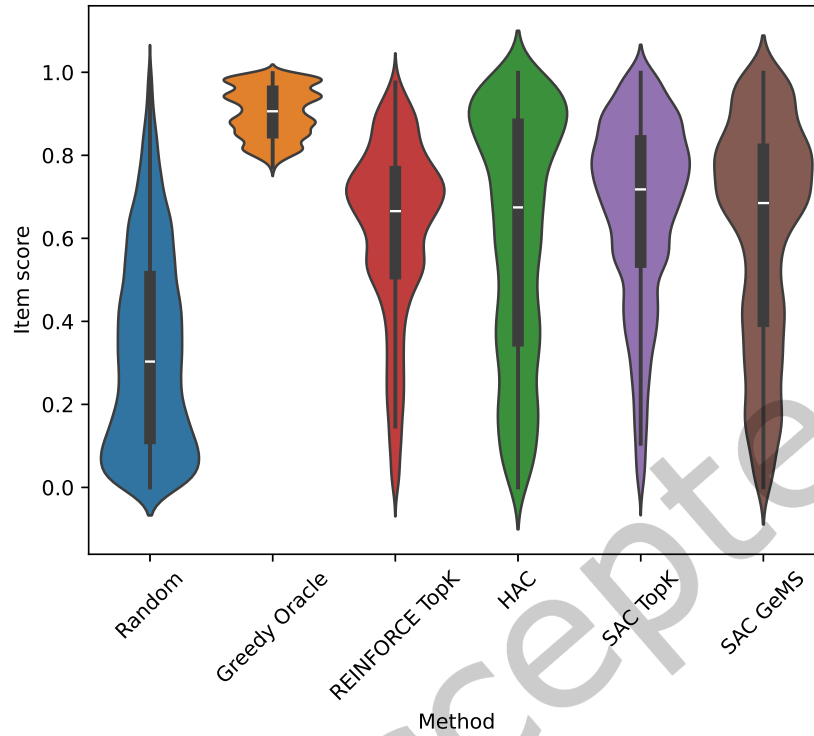 Item score
1.0
0.8
0.6
0.4
0.2
0.0
Random
Greedy Oracle
REINFORCE TopK
HAC
SAC TopK
SAC GeMS
Method
ccepte